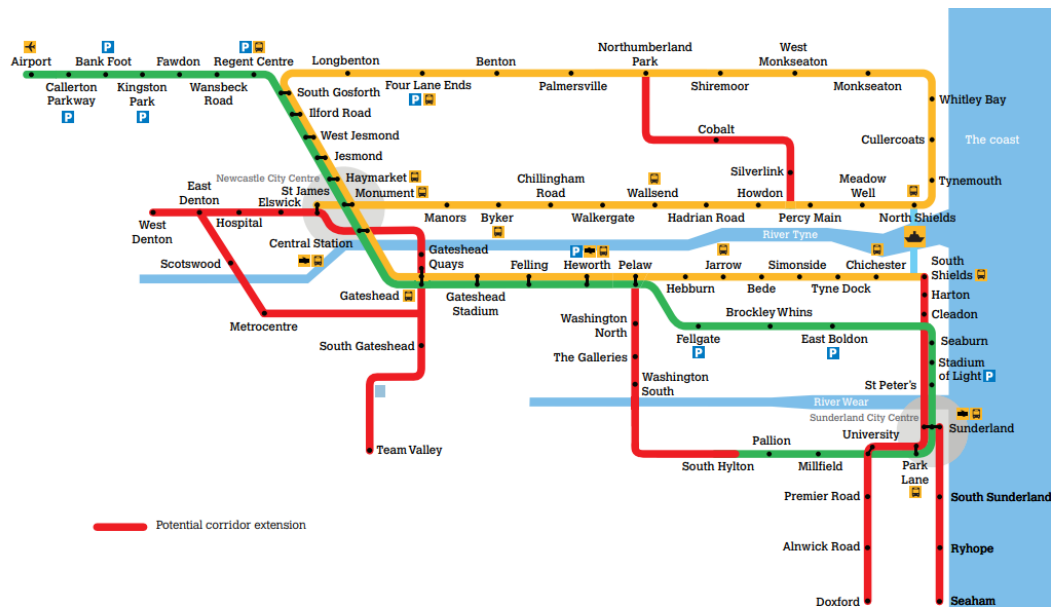 Airport
Bank Foot
Fawdon
Regent Centre
Callerton
Parkway
Kingston
Park
Wansbeck
Road
P
P
P
P
Longbenton
Four Lane Ends
P
Benton
Palmersville
Northumberland
Park
Shiremoor
West
Monkseaton
Monkseaton
Whitley Bay
Cullercoats
The coast
Tynemouth
South Gosforth
Ilford Road
West Jesmond
Jesmond
Newcastle City Centre
Haymarket
St James
Monument
Cobalt
Silverlink
East
Denton
Elswick
West
Denton
Hospital
Scotswood
Central Station
Manors
Byker
Chillingham
Road
Walkergate
Wallsend
Hadrian Road
Howdon
Percy Main
Meadow
Well
North Shields
River Tyne
Gateshead
Quays
Gateshead
Gateshead
Stadium
Felling
P
Heworth
Pelaw
Hebburn
Jarrow
Bede
Simonside
Tyne Dock
Chichester
South
Shields
Harton
Cleadon
Metrocentre
South Gateshead
Team Valley
Washington
North
The Galleries
Washington
South
Fellgate
P
Brockley Whins
East Boldon
P
Seaburn
Stadium
of Light P
St Peter's
River Wear
Sunderland City Centre
Sunderland
South Hylton
Pallion
Millfield
University
Park
Lane
Premier Road
Alnwick Road
Doxford
South Sunderland
Ryhope
Seaham
Potential corridor extension